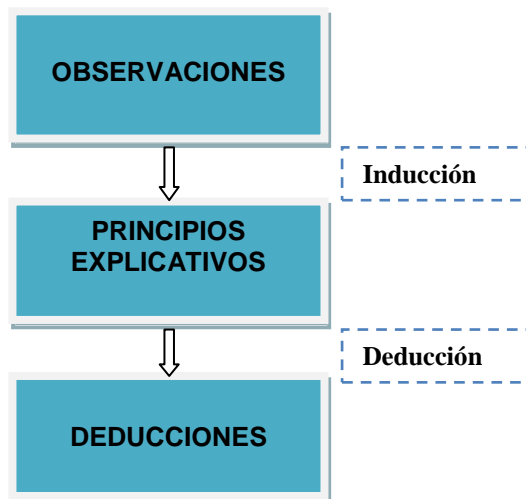 OBSERVACIONES
Inducción
PRINCIPIOS
EXPLICATIVOS
Deducción
DEDUCCIONES